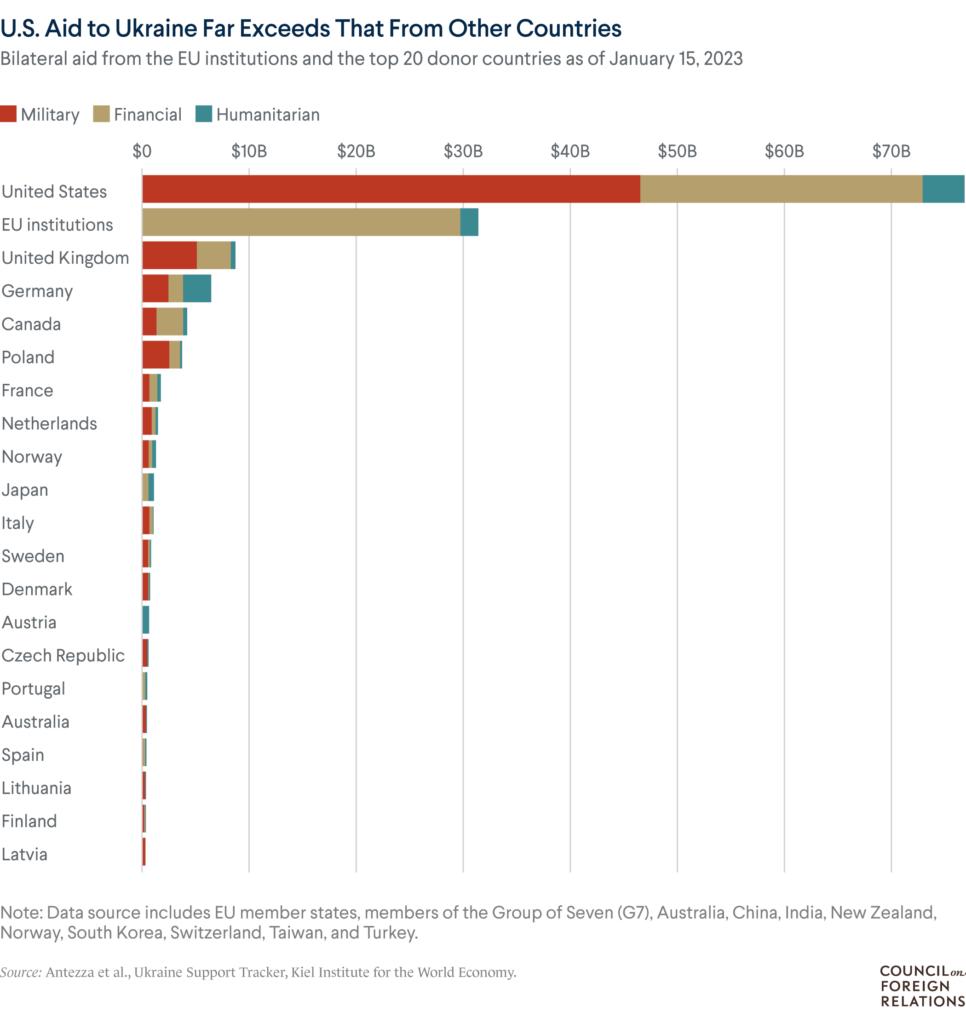 U.S. Aid to Ukraine Far Exceeds That From Other Countries
Bilateral aid from the EU institutions and the top 20 donor countries as of January 15, 2023
Military Financial Humanitarian
$0 $10B $20B $30B $40B $50B $60B $70B
United States
EU institutions
United Kingdom
Germany
Canada
Poland
France
Netherlands
Norway
Japan
Italy
Sweden
Denmark
Austria
Czech Republic
Portugal
Australia
Spain
Lithuania
Finland
Latvia
Note: Data source includes EU member states, members of the Group of Seven (G7), Australia, China, India, New Zealand,
Norway, South Korea, Switzerland, Taiwan, and Turkey.
Source: Antezza et al., Ukraine Support Tracker, Kiel Institute for the World Economy.
COUNCIL on
FOREIGN
RELATIONS